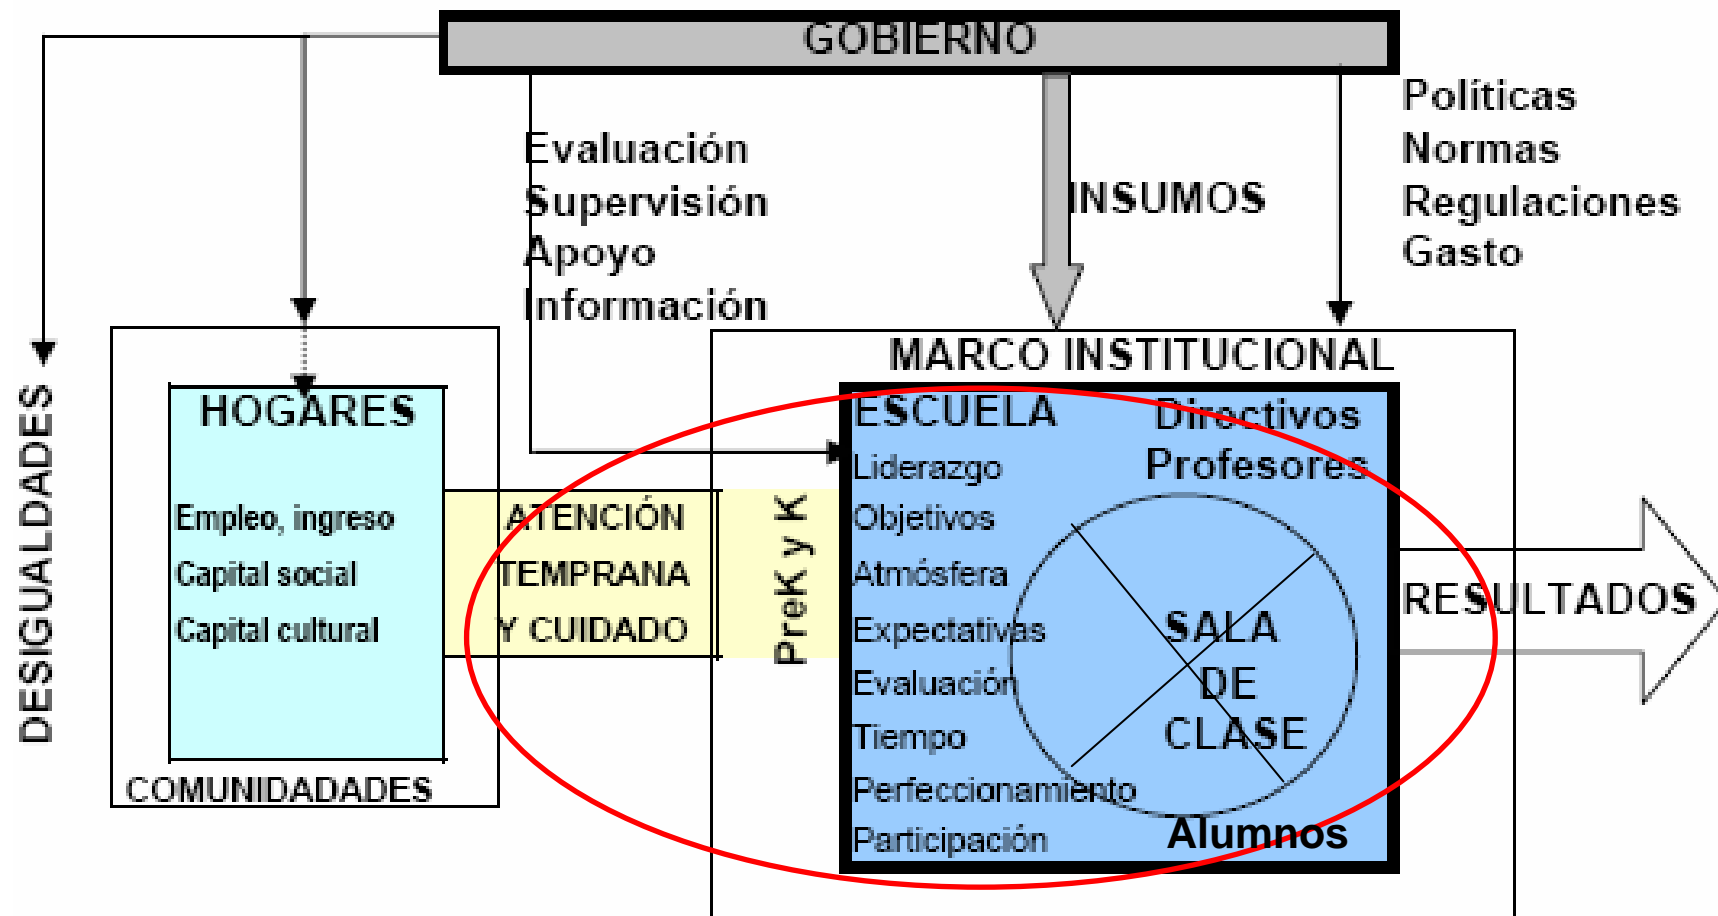 GOBIERNO
Evaluación
Supervisión
Apoyo
Información
INSUMOS
Políticas
Normas
Regulaciones
Gasto
DESIGUALDADES
HOGARES
Empleo, ingreso
Capital social
Capital cultural
COMUNIDADADES
ATENCIÓN
TEMPRANA
Y CUIDADO
PreK y K
MARCO INSTITUCIONAL
ESCUELA
Liderazgo
Objetivos
Atmósfera
Expectativas
Evaluación
Tiempo
Perfeccionamiento
Participación
Directivos
Profesores
SALA
DE
CLASE
Alumnos
RESULTADOS